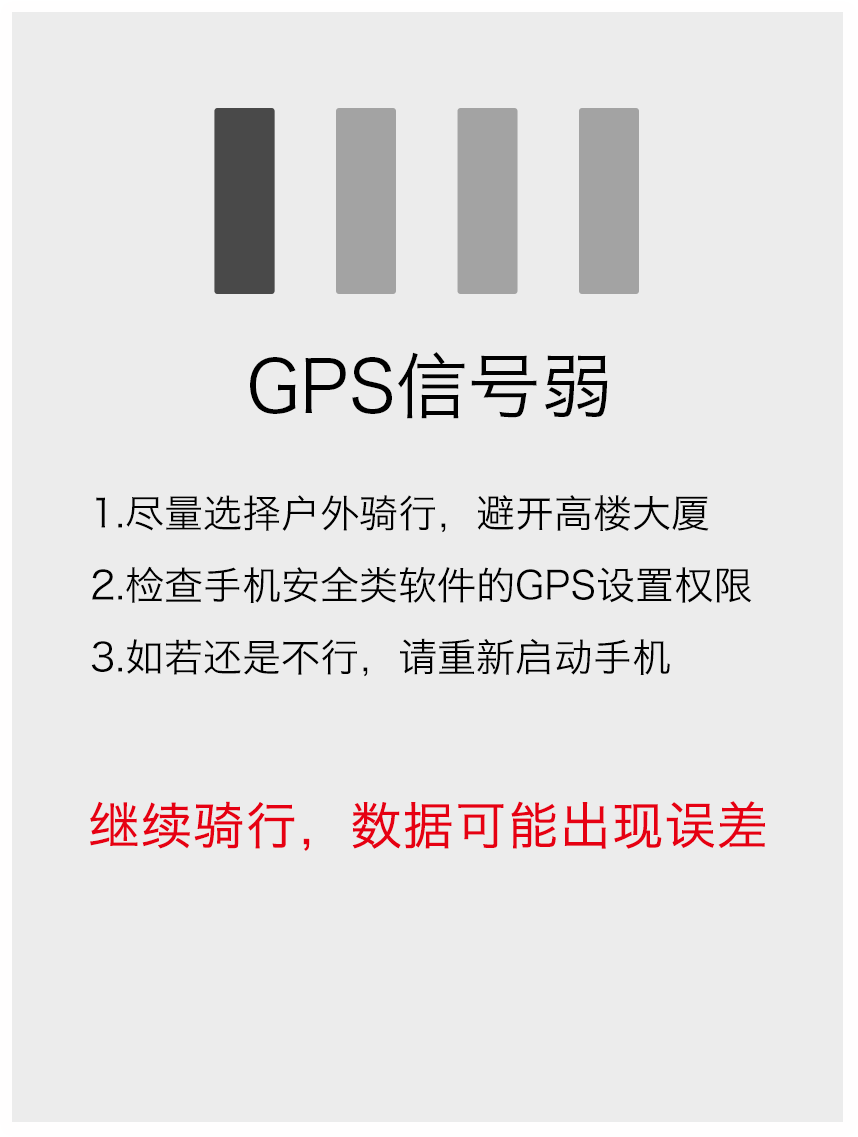 GPS信号弱
1.尽量选择户外骑行，避开高楼大厦
2.检查手机安全类软件的GPS设置权限
3.如若还是不行，请重新启动手机
继续骑行，数据可能出现误差